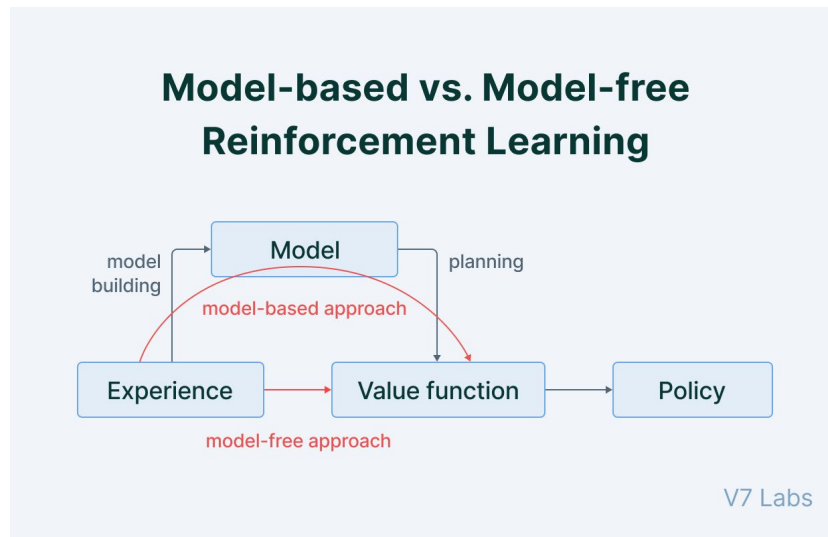 Model-based vs. Model-free
Reinforcement Learning
Model
model
building
planning
model-based approach
Experience
Value function
Policy
model-free approach
V7 Labs